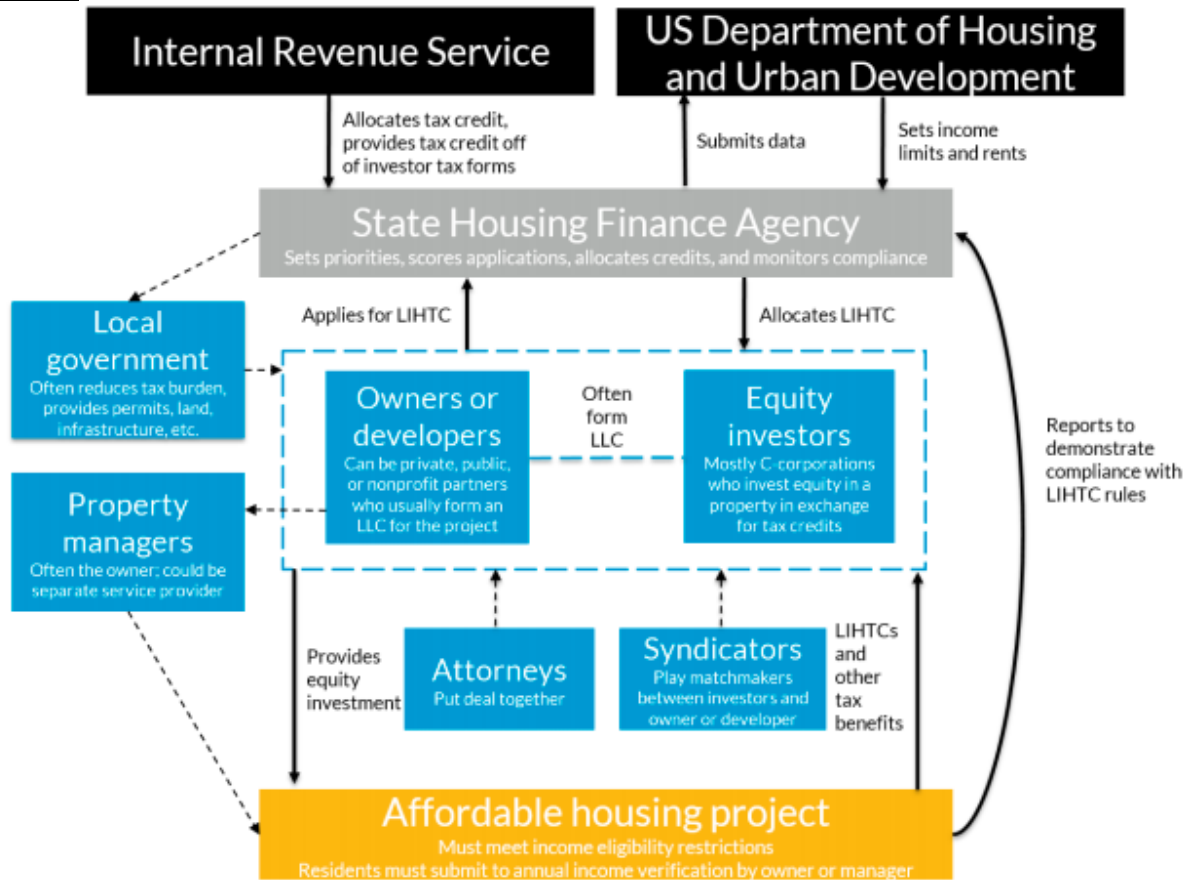 Internal Revenue Service
US Department of Housing
and Urban Development
Allocates tax credit,
provides tax credit off
of investor tax forms
Submits data
Sets income
limits and rents
State Housing Finance Agency
Sets priorities, scores applications, allocates credits, and monitors compliance
Applies for LIHTC
Allocates LIHTC
Local
government
Often reduces tax burden,
provides permits, land,
infrastructure, etc.
Owners or
developers
Can be private, public,
or nonprofit partners
who usually form an
LLC for the project
Often
form
LLC
Equity
investors
Mostly C-corporations
who invest equity in a
property in exchange
for tax credits
Reports to
demonstrate
compliance with
LIHTC rules
Property
managers
Often the owner; could be
separate service provider
Provides
equity
investment
Attorneys
Put deal together
Syndicators
Play matchmakers
between investors and
owner or developer
LIHTCs
and
other
tax
benefits
Affordable housing project
Must meet income eligibility restrictions
Residents must submit to annual income verification by owner or manager